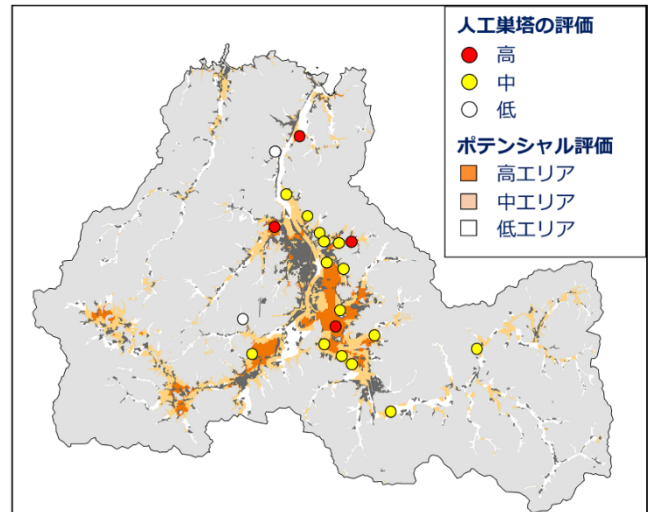 人工巣塔の評価
高
中
低
ポテンシャル評価
高エリア
中エリア
低エリア